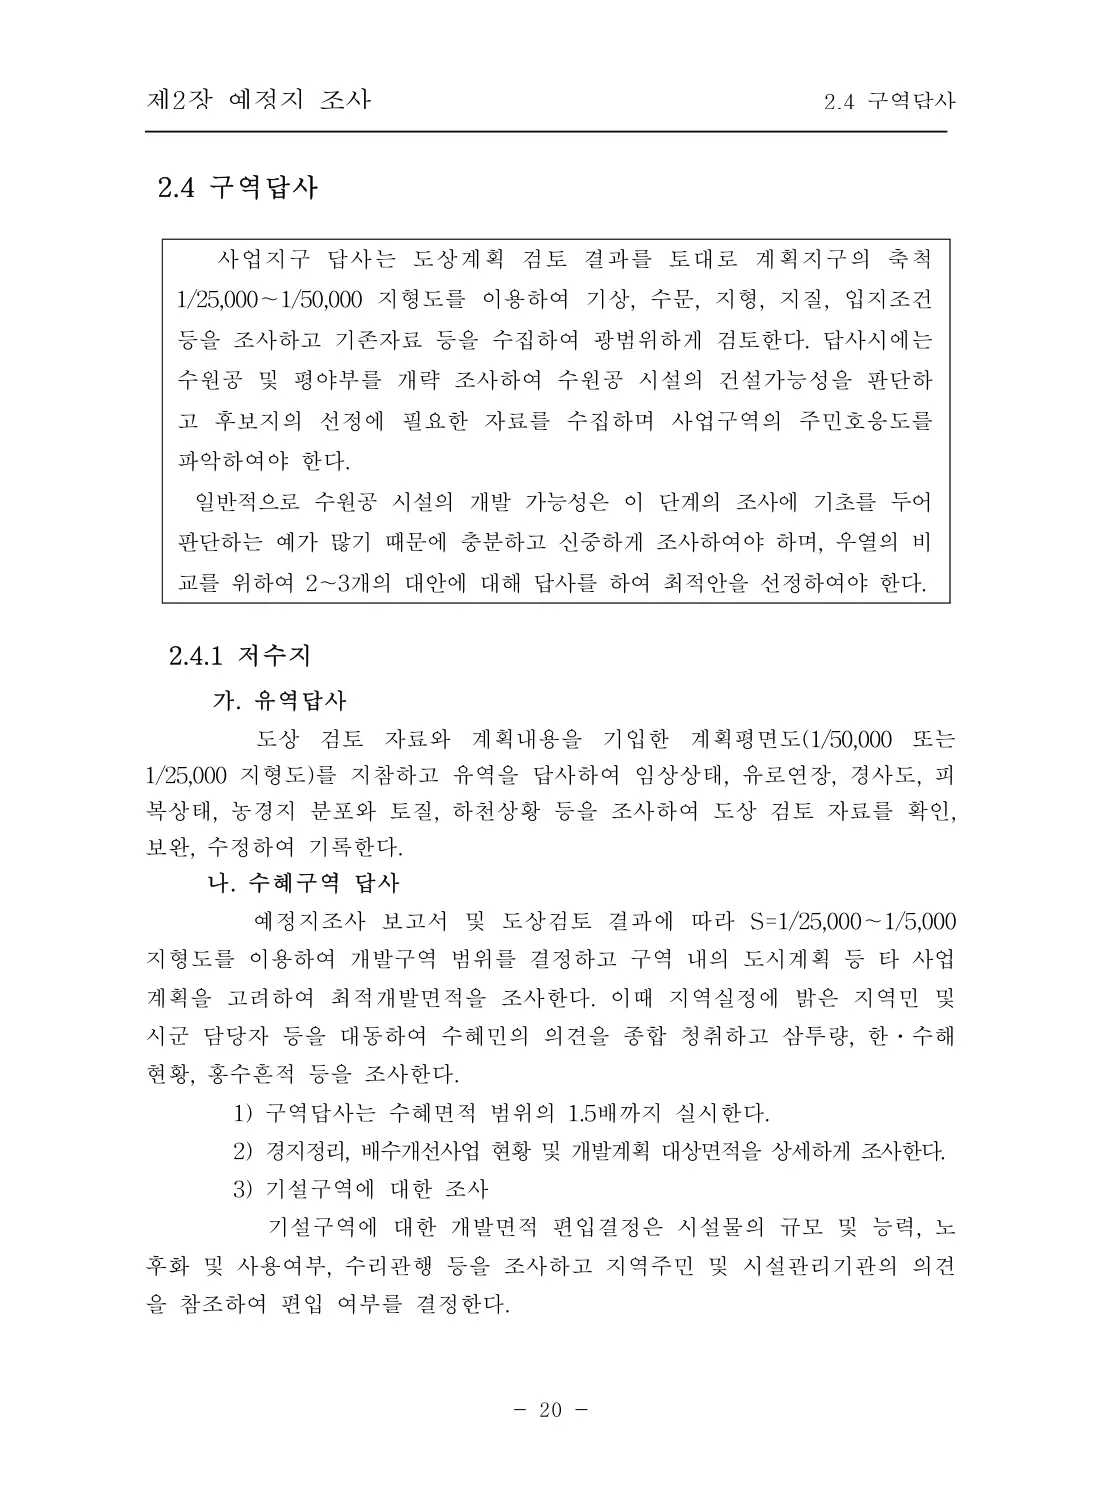 제2장 예정지 조사
2.4 구역답사
2.4 구역답사
사업지구 답사는 도상계획 검토 결과를 토대로 계획지구의 축척
1/25,000∼1/50,000 지형도를 이용하여 기상, 수문, 지형, 지질, 입지조건
등을 조사하고 기존자료 등을 수집하여 광범위하게 검토한다. 답사시에는
수원공 및 평야부를 개략 조사하여 수원공 시설의 건설가능성을 판단하
고 후보지의 선정에 필요한 자료를 수집하며 사업구역의 주민호응도를
파악하여야 한다.
일반적으로 수원공 시설의 개발 가능성은 이 단계의 조사에 기초를 두어
판단하는 예가 많기 때문에 충분하고 신중하게 조사하여야 하며, 우열의 비
교를 위하여 2∼3개의 대안에 대해 답사를 하여 최적안을 선정하여야 한다.
2.4.1 저수지
가. 유역답사
도상 검토 자료와 계획내용을 기입한 계획평면도(1/50,000 또는
1/25,000 지형도)를 지참하고 유역을 답사하여 임상상태, 유로연장, 경사도, 피
복상태, 농경지 분포와 토질, 하천상황 등을 조사하여 도상 검토 자료를 확인,
보완, 수정하여 기록한다.
나. 수혜구역 답사
예정지조사 보고서 및 도상검토 결과에 따라 S=1/25,000∼1/5,000
지형도를 이용하여 개발구역 범위를 결정하고 구역 내의 도시계획 등 타 사업
계획을 고려하여 최적개발면적을 조사한다. 이때 지역실정에 밝은 지역민 및
시군 담당자 등을 대동하여 수혜민의 의견을 종합 청취하고 삼투량, 한·수해
현황, 홍수흔적 등을 조사한다.
1) 구역답사는 수혜면적 범위의 1.5배까지 실시한다.
2) 경지정리, 배수개선사업 현황 및 개발계획 대상면적을 상세하게 조사한다.
3) 기설구역에 대한 조사
기설구역에 대한 개발면적 편입결정은 시설물의 규모 및 능력, 노
후화 및 사용여부, 수리관행 등을 조사하고 지역주민 및 시설관리기관의 의견
을 참조하여 편입 여부를 결정한다.
- 20 -